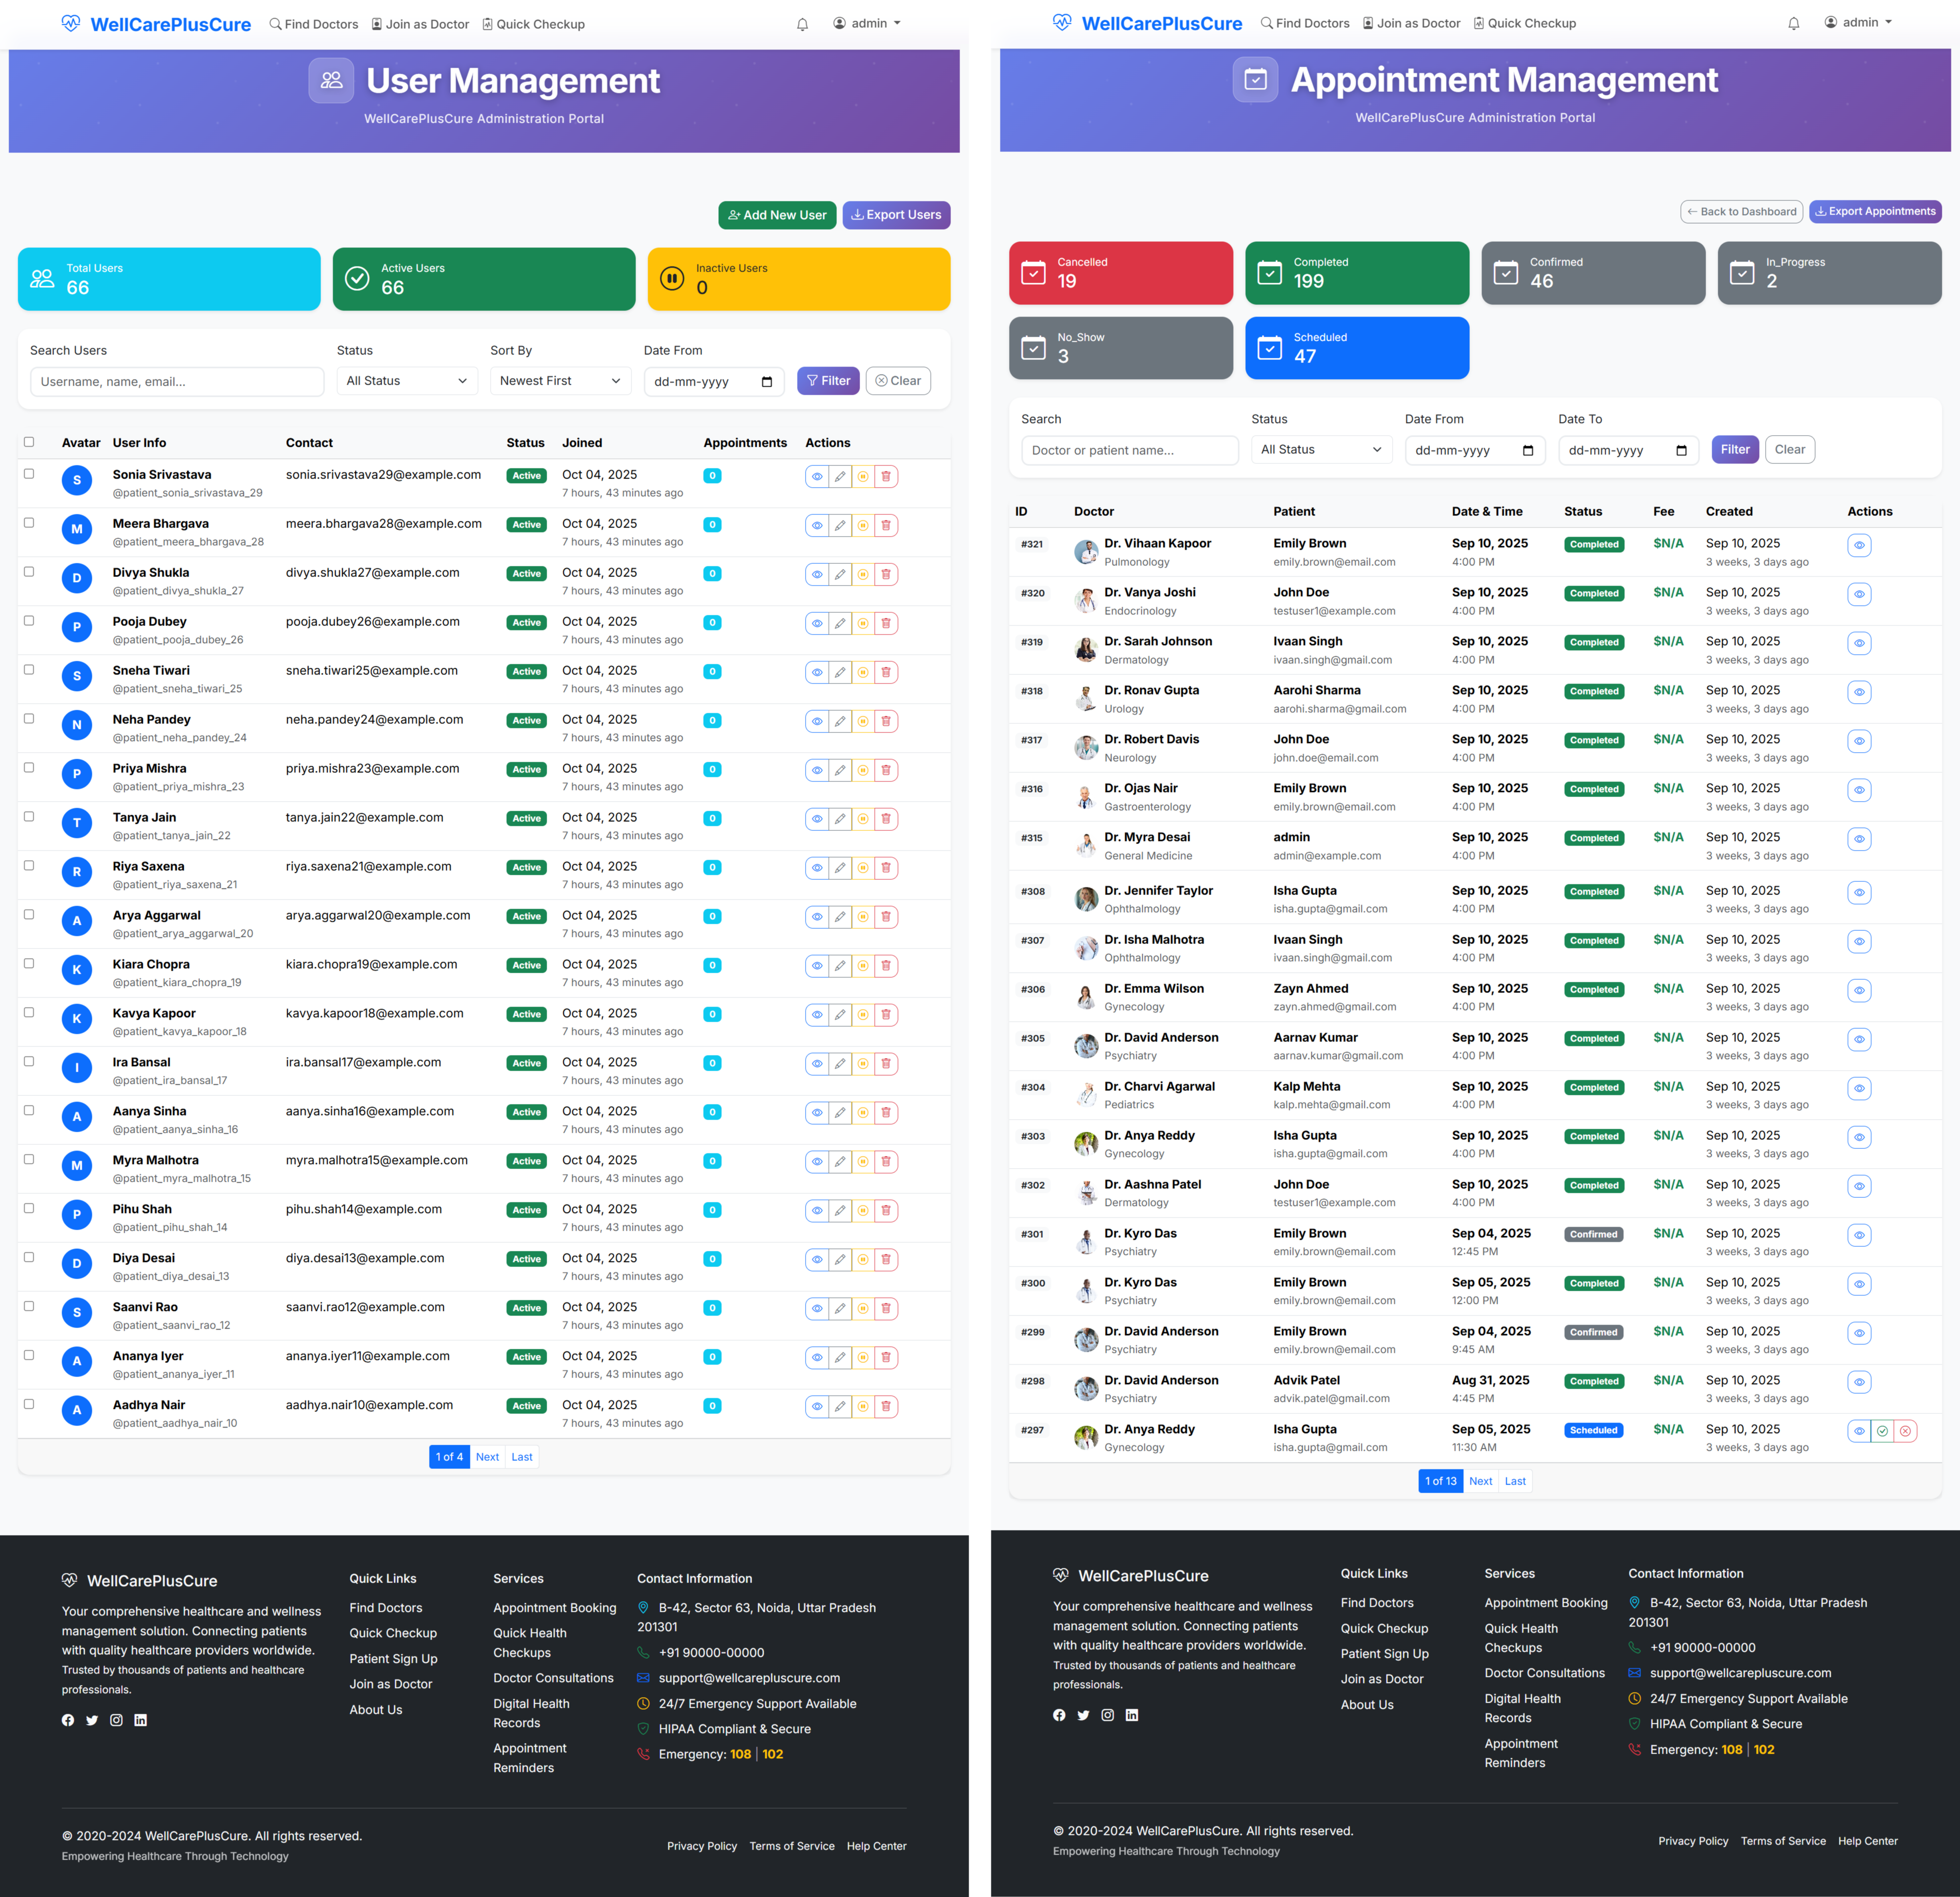 WellCarePlusCure Find Doctors Join as Doctor Quick Checkup admin
User Management
WellCarePlusCure Administration Portal
Add New User Export Users
Total Users
66
Active Users
66
Inactive Users
0
Search Users Status Sort By Date From
Username, name, email... All Status Newest First dd-mm-yyyy Filter Clear
Avatar User Info Contact Status Joined Appointments Actions
S Sonia Srivastava sonia.srivastava29@example.com Active Oct 04, 2025 0
@patient_sonia_srivastava_29 7 hours, 43 minutes ago
M Meera Bhargava meera.bhargava28@example.com Active Oct 04, 2025 0
@patient_meera_bhargava_28 7 hours, 43 minutes ago
D Divya Shukla divya.shukla27@example.com Active Oct 04, 2025 0
@patient_divya_shukla_27 7 hours, 43 minutes ago
P Pooja Dubey pooja.dubey26@example.com Active Oct 04, 2025 0
@patient_pooja_dubey_26 7 hours, 43 minutes ago
S Sneha Tiwari sneha.tiwari25@example.com Active Oct 04, 2025 0
@patient_sneha_tiwari_25 7 hours, 43 minutes ago
N Neha Pandey neha.pandey24@example.com Active Oct 04, 2025 0
@patient_neha_pandey_24 7 hours, 43 minutes ago
P Priya Mishra priya.mishra23@example.com Active Oct 04, 2025 0
@patient_priya_mishra_23 7 hours, 43 minutes ago
T Tanya Jain tanya.jain22@example.com Active Oct 04, 2025 0
@patient_tanya_jain_22 7 hours, 43 minutes ago
R Riya Saxena riya.saxena21@example.com Active Oct 04, 2025 0
@patient_riya_saxena_21 7 hours, 43 minutes ago
A Arya Aggarwal arya.aggarwal20@example.com Active Oct 04, 2025 0
@patient_arya_aggarwal_20 7 hours, 43 minutes ago
K Kiara Chopra kiara.chopra19@example.com Active Oct 04, 2025 0
@patient_kiara_chopra_19 7 hours, 43 minutes ago
K Kavya Kapoor kavya.kapoor18@example.com Active Oct 04, 2025 0
@patient_kavya_kapoor_18 7 hours, 43 minutes ago
I Ira Bansal ira.bansal17@example.com Active Oct 04, 2025 0
@patient_ira_bansal_17 7 hours, 43 minutes ago
A Aanya Sinha aanya.sinha16@example.com Active Oct 04, 2025 0
@patient_aanya_sinha_16 7 hours, 43 minutes ago
M Myra Malhotra myra.malhotra15@example.com Active Oct 04, 2025 0
@patient_myra_malhotra_15 7 hours, 43 minutes ago
P Pihu Shah pihu.shah14@example.com Active Oct 04, 2025 0
@patient_pihu_shah_14 7 hours, 43 minutes ago
D Diya Desai diya.desai13@example.com Active Oct 04, 2025 0
@patient_diya_desai_13 7 hours, 43 minutes ago
S Saanvi Rao saanvi.rao12@example.com Active Oct 04, 2025 0
@patient_saanvi_rao_12 7 hours, 43 minutes ago
A Ananya Iyer ananya.iyer11@example.com Active Oct 04, 2025 0
@patient_ananya_iyer_11 7 hours, 43 minutes ago
A Aadhya Nair aadhya.nair10@example.com Active Oct 04, 2025 0
@patient_aadhya_nair_10 7 hours, 43 minutes ago
1 of 4 Next Last
WellCarePlusCure
Your comprehensive healthcare and wellness
management solution. Connecting patients
with quality healthcare providers worldwide.
Trusted by thousands of patients and healthcare
professionals.
Quick Links
Find Doctors
Quick Checkup
Patient Sign Up
Join as Doctor
About Us
Services
Appointment Booking
Quick Health
Checkups
Doctor Consultations
Digital Health
Records
Appointment
Reminders
Contact Information
B-42, Sector 63, Noida, Uttar Pradesh
201301
+91 90000-00000
support@wellcarepluscure.com
24/7 Emergency Support Available
HIPAA Compliant & Secure
Emergency: 108 | 102
© 2020-2024 WellCarePlusCure. All rights reserved.
Empowering Healthcare Through Technology
Privacy Policy Terms of Service Help Center
WellCarePlusCure Find Doctors Join as Doctor Quick Checkup admin
Appointment Management
WellCarePlusCure Administration Portal
← Back to Dashboard Export Appointments
Cancelled
19
Completed
199
Confirmed
46
In_Progress
2
No_Show
3
Scheduled
47
Search Status Date From Date To
Doctor or patient name... All Status dd-mm-yyyy dd-mm-yyyy Filter Clear
ID Doctor Patient Date & Time Status Fee Created Actions
#321 Dr. Vihaan Kapoor Emily Brown Sep 10, 2025 Completed $N/A Sep 10, 2025
Pulmonology emily.brown@email.com 4:00 PM 3 weeks, 3 days ago
#320 Dr. Vanya Joshi John Doe Sep 10, 2025 Completed $N/A Sep 10, 2025
Endocrinology testuser1@example.com 4:00 PM 3 weeks, 3 days ago
#319 Dr. Sarah Johnson Ivaan Singh Sep 10, 2025 Completed $N/A Sep 10, 2025
Dermatology ivaan.singh@gmail.com 4:00 PM 3 weeks, 3 days ago
#318 Dr. Ronav Gupta Aarohi Sharma Sep 10, 2025 Completed $N/A Sep 10, 2025
Urology aarohi.sharma@gmail.com 4:00 PM 3 weeks, 3 days ago
#317 Dr. Robert Davis John Doe Sep 10, 2025 Completed $N/A Sep 10, 2025
Neurology john.doe@email.com 4:00 PM 3 weeks, 3 days ago
#316 Dr. Ojas Nair Emily Brown Sep 10, 2025 Completed $N/A Sep 10, 2025
Gastroenterology emily.brown@email.com 4:00 PM 3 weeks, 3 days ago
#315 Dr. Myra Desai admin Sep 10, 2025 Completed $N/A Sep 10, 2025
General Medicine admin@example.com 4:00 PM 3 weeks, 3 days ago
#308 Dr. Jennifer Taylor Isha Gupta Sep 10, 2025 Completed $N/A Sep 10, 2025
Ophthalmology isha.gupta@gmail.com 4:00 PM 3 weeks, 3 days ago
#307 Dr. Isha Malhotra Ivaan Singh Sep 10, 2025 Completed $N/A Sep 10, 2025
Ophthalmology ivaan.singh@gmail.com 4:00 PM 3 weeks, 3 days ago
#306 Dr. Emma Wilson Zayn Ahmed Sep 10, 2025 Completed $N/A Sep 10, 2025
Gynecology zayn.ahmed@gmail.com 4:00 PM 3 weeks, 3 days ago
#305 Dr. David Anderson Aarnav Kumar Sep 10, 2025 Completed $N/A Sep 10, 2025
Psychiatry aarnav.kumar@gmail.com 4:00 PM 3 weeks, 3 days ago
#304 Dr. Charvi Agarwal Kalp Mehta Sep 10, 2025 Completed $N/A Sep 10, 2025
Pediatrics kalp.mehta@gmail.com 4:00 PM 3 weeks, 3 days ago
#303 Dr. Anya Reddy Isha Gupta Sep 10, 2025 Completed $N/A Sep 10, 2025
Gynecology isha.gupta@gmail.com 4:00 PM 3 weeks, 3 days ago
#302 Dr. Aashna Patel John Doe Sep 10, 2025 Completed $N/A Sep 10, 2025
Dermatology testuser1@example.com 4:00 PM 3 weeks, 3 days ago
#301 Dr. Kyro Das Emily Brown Sep 04, 2025 Confirmed $N/A Sep 10, 2025
Psychiatry emily.brown@email.com 12:45 PM 3 weeks, 3 days ago
#300 Dr. Kyro Das Emily Brown Sep 05, 2025 Completed $N/A Sep 10, 2025
Psychiatry emily.brown@email.com 12:00 PM 3 weeks, 3 days ago
#299 Dr. David Anderson Emily Brown Sep 04, 2025 Confirmed $N/A Sep 10, 2025
Psychiatry emily.brown@email.com 9:45 AM 3 weeks, 3 days ago
#298 Dr. David Anderson Advik Patel Aug 31, 2025 Completed $N/A Sep 10, 2025
Psychiatry advik.patel@gmail.com 4:45 PM 3 weeks, 3 days ago
#297 Dr. Anya Reddy Isha Gupta Sep 05, 2025 Scheduled $N/A Sep 10, 2025
Gynecology isha.gupta@gmail.com 11:30 AM 3 weeks, 3 days ago
1 of 13 Next Last
WellCarePlusCure
Your comprehensive healthcare and wellness
management solution. Connecting patients
with quality healthcare providers worldwide.
Trusted by thousands of patients and healthcare
professionals.
Quick Links
Find Doctors
Quick Checkup
Patient Sign Up
Join as Doctor
About Us
Services
Appointment Booking
Quick Health
Checkups
Doctor Consultations
Digital Health
Records
Appointment
Reminders
Contact Information
B-42, Sector 63, Noida, Uttar Pradesh
201301
+91 90000-00000
support@wellcarepluscure.com
24/7 Emergency Support Available
HIPAA Compliant & Secure
Emergency: 108 | 102
© 2020-2024 WellCarePlusCure. All rights reserved.
Empowering Healthcare Through Technology
Privacy Policy Terms of Service Help Center